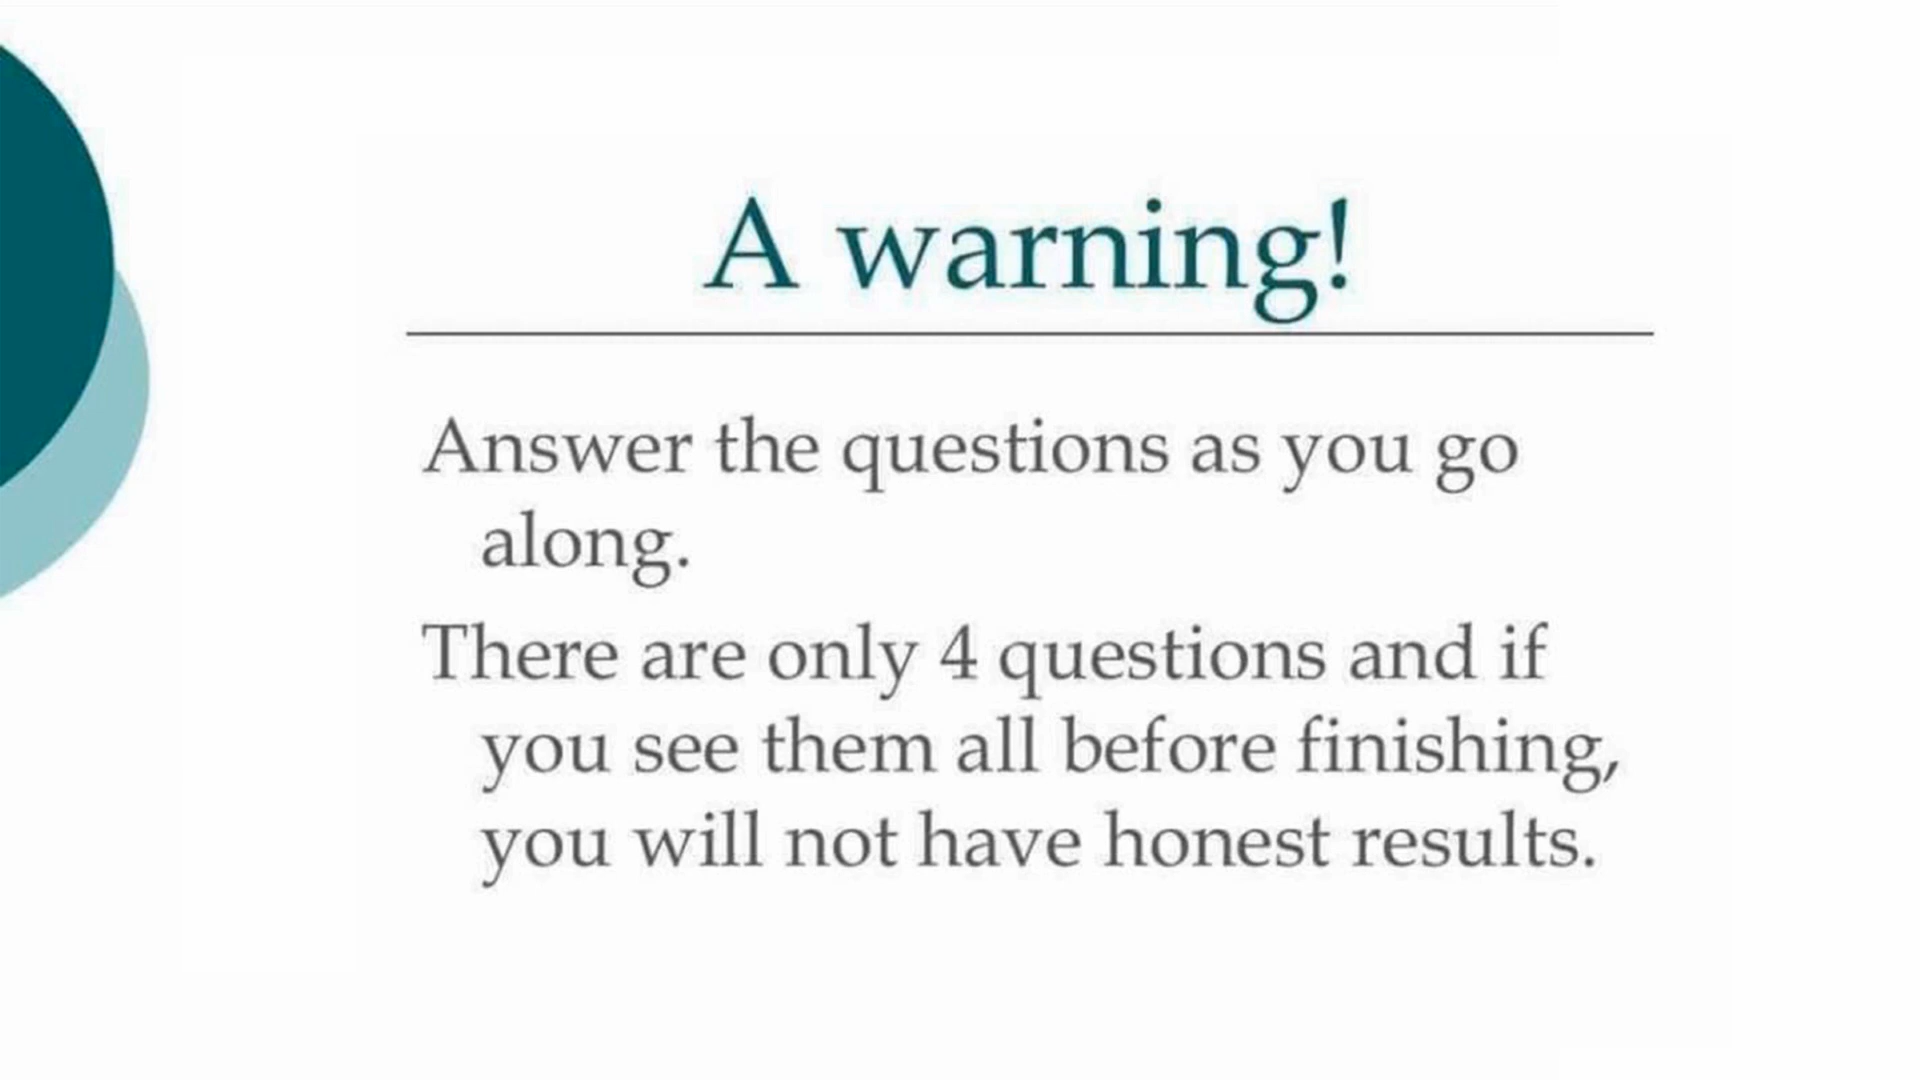 A warning!
Answer the questions as you go
along.
There are only 4 questions and if
you see them all before finishing,
you will not have honest results.